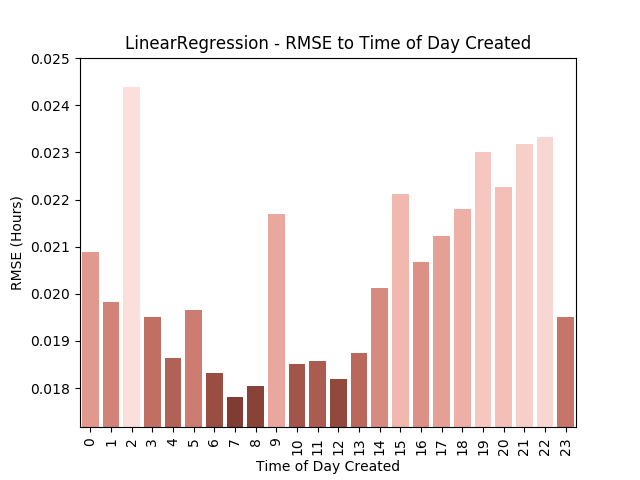 LinearRegression - RMSE to Time of Day Created
0.025
0.024
0.023
0.022
0.021
0.020
0.019
0.018
RMSE (Hours)
0 1 2 3 4 5 6 7 8 9 10 11 12 13 14 15 16 17 18 19 20 21 22 23
Time of Day Created